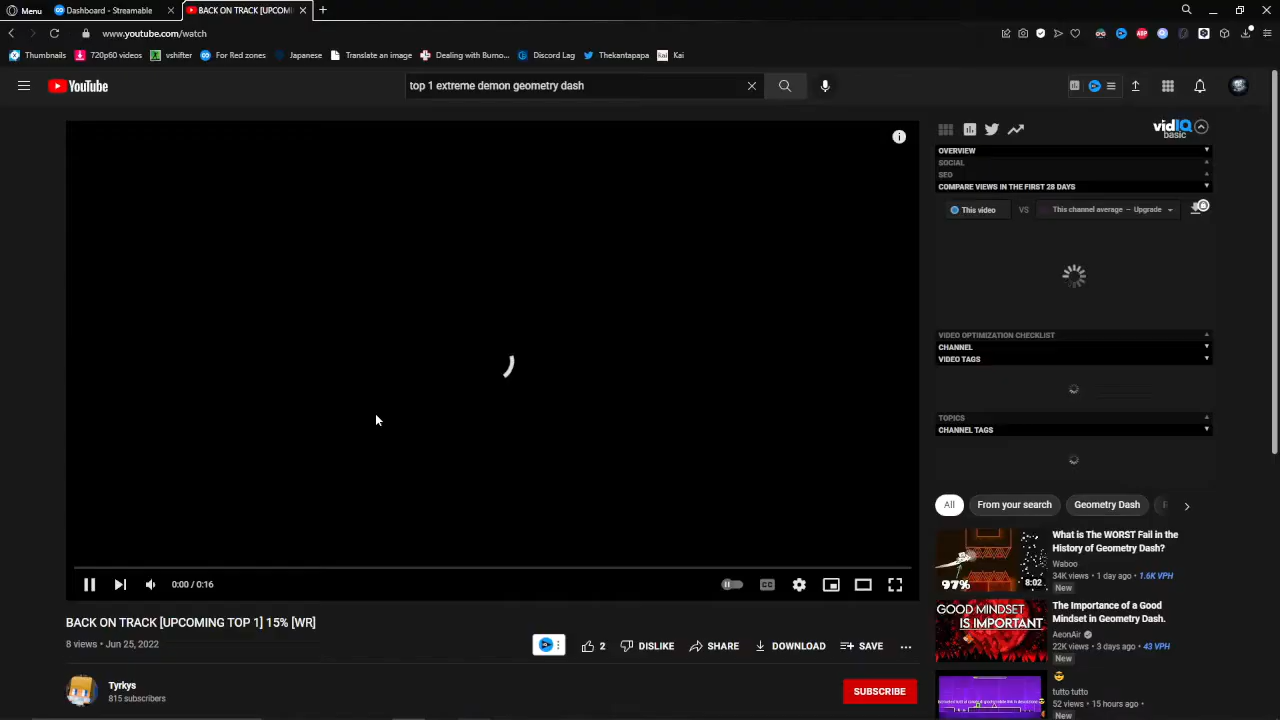 Menu
Dashboard - Streamable
BACK ON TRACK [UPCOMI
www.youtube.com/watch
Thumbnails
720p60 videos
vshifter
For Red zones
Japanese
Translate an image
Dealing with Burno...
Discord Lag
Thekantapapa
Kai Kai
YouTube
top 1 extreme demon geometry dash
vidIQ
basic
OVERVIEW
SOCIAL
SEO
COMPARE VIEWS IN THE FIRST 28 DAYS
This video
VS
This channel average – Upgrade
VIDEO OPTIMIZATION CHECKLIST
CHANNEL
VIDEO TAGS
TOPICS
CHANNEL TAGS
All
From your search
Geometry Dash
What is The WORST Fail in the
History of Geometry Dash?
Waboo
34K views • 1 day ago • 1.6K VPH
New
97%
8:02
The Importance of a Good
Mindset in Geometry Dash.
AeonAir
22K views • 3 days ago • 43 VPH
New
GOOD MINDSET
IS IMPORTANT
tutto tutto
52 views • 15 hours ago •
New
0:00 / 0:16
CC
BACK ON TRACK [UPCOMING TOP 1] 15% [WR]
8 views • Jun 25, 2022
2
DISLIKE
SHARE
DOWNLOAD
SAVE
Tyrkys
815 subscribers
SUBSCRIBE